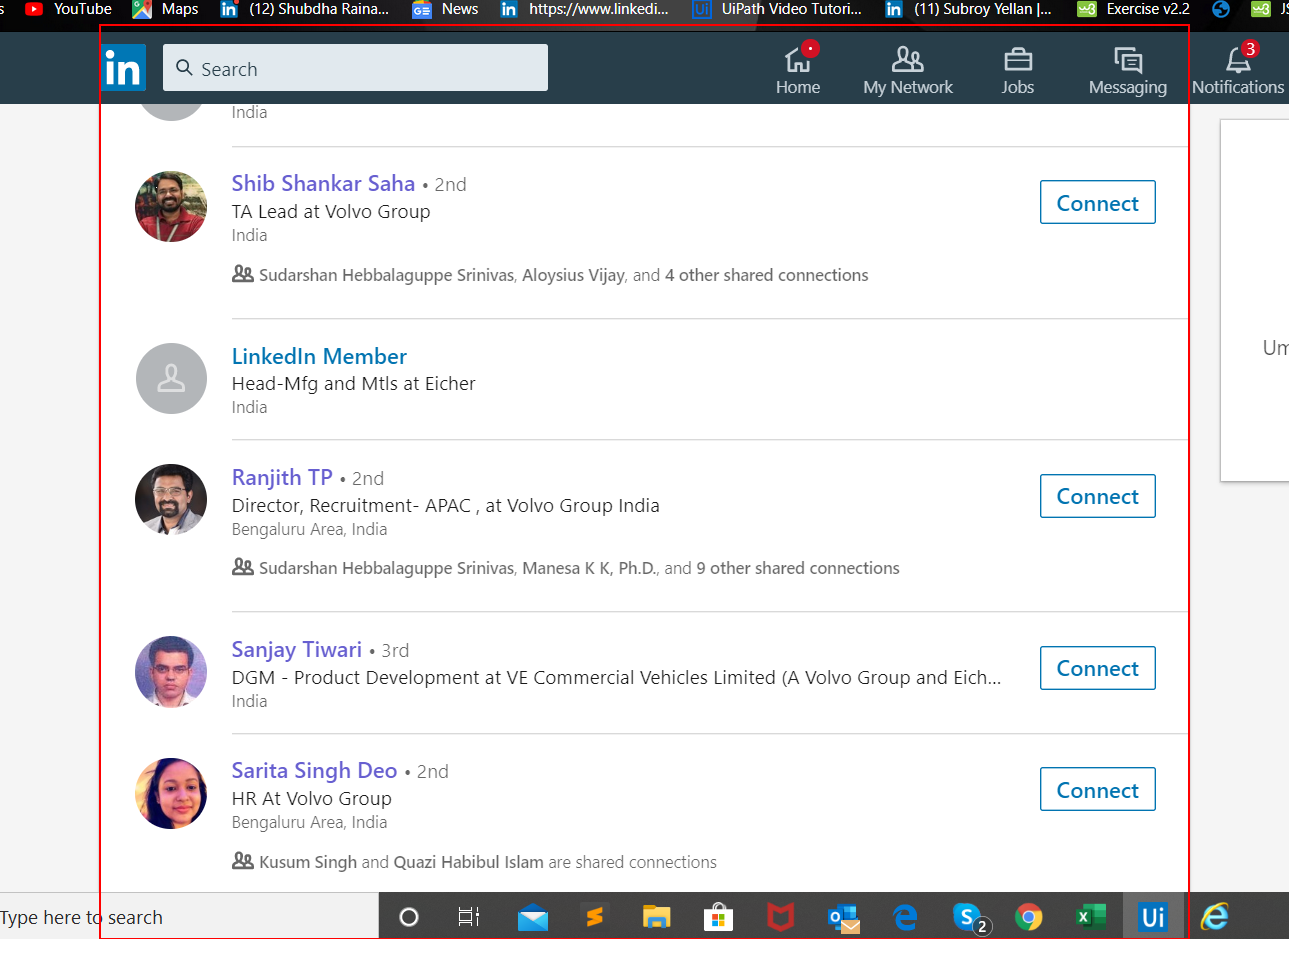 s YouTube Maps (12) Shubdha Raina... News https://www.linkedi... UiPath Video Tutori... (11) Subroy Yellan |... Exercise v2.2 JS
in Search Home My Network Jobs Messaging Notifications 3
India
Shib Shankar Saha • 2nd
TA Lead at Volvo Group
Connect
India
Sudarshan Hebbalaguppe Srinivas, Aloysius Vijay, and 4 other shared connections
Um
LinkedIn Member
Head-Mfg and Mtls at Eicher
India
Ranjith TP • 2nd
Director, Recruitment- APAC , at Volvo Group India
Connect
Bengaluru Area, India
Sudarshan Hebbalaguppe Srinivas, Manesa K K, Ph.D., and 9 other shared connections
Sanjay Tiwari • 3rd
DGM - Product Development at VE Commercial Vehicles Limited (A Volvo Group and Eich...
Connect
India
Sarita Singh Deo • 2nd
HR At Volvo Group
Connect
Bengaluru Area, India
Kusum Singh and Quazi Habibul Islam are shared connections
Type here to search 2 Ui